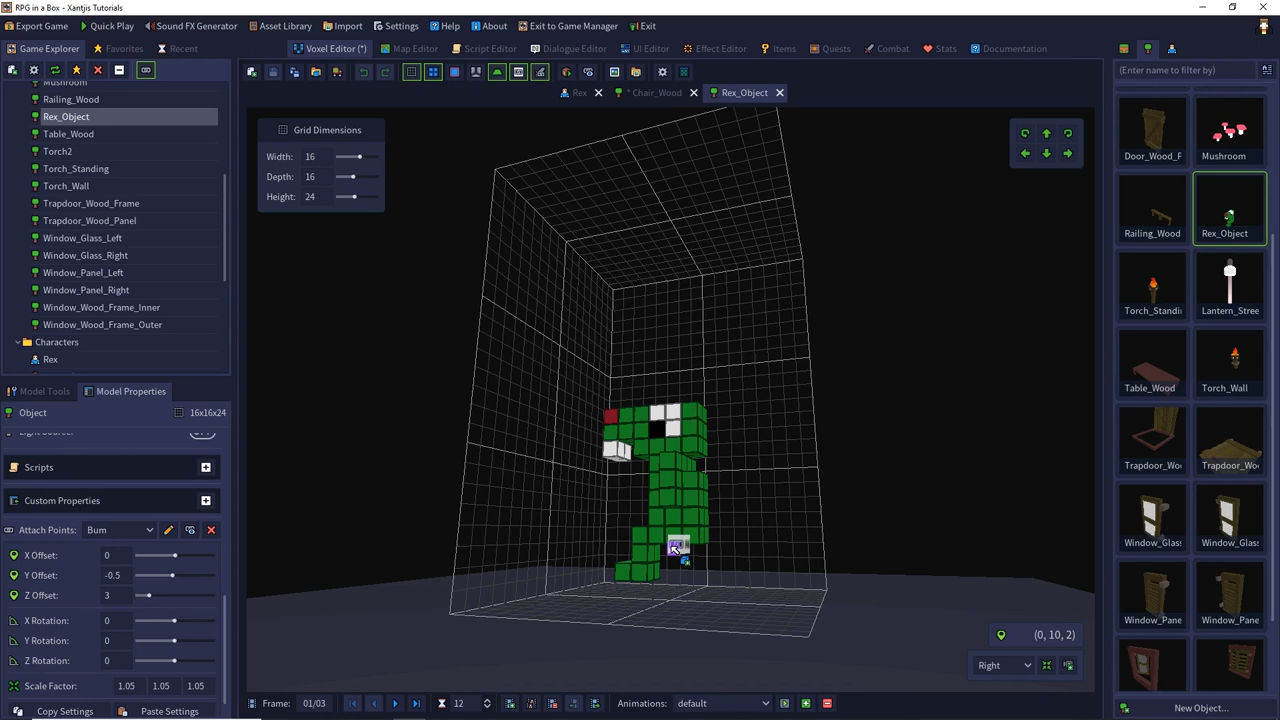 RPG in a Box - Xantjis Tutorials
Export Game
Quick Play
Sound FX Generator
Asset Library
Import
Settings
Help
About
Exit to Game Manager
Exit
Game Explorer
Favorites
Recent
Voxel Editor (*)
Map Editor
Script Editor
Dialogue Editor
UI Editor
Effect Editor
Items
Quests
Combat
Stats
Documentation
(Enter name to filter by)
Rex
* Chair_Wood
Rex_Object
Mushroom
Railing_Wood
Rex_Object
Table_Wood
Torch2
Torch_Standing
Torch_Wall
Trapdoor_Wood_Frame
Trapdoor_Wood_Panel
Window_Glass_Left
Window_Glass_Right
Window_Panel_Left
Window_Panel_Right
Window_Wood_Frame_Inner
Window_Wood_Frame_Outer
Characters
Rex
Model Tools
Model Properties
Object
16x16x24
Light Source:
OFF
Scripts
Custom Properties
Attach Points:
Bum
X Offset:
0
Y Offset:
-0.5
Z Offset:
3
X Rotation:
0
Y Rotation:
0
Z Rotation:
0
Scale Factor:
1.05
1.05
1.05
Copy Settings
Paste Settings
Grid Dimensions
Width:
16
Depth:
16
Height:
24
(0, 10, 2)
Right
Frame:
01/03
12
Animations:
default
Door_Wood_F
Mushroom
Railing_Wood
Rex_Object
Torch_Standi
Lantern_Stree
Table_Wood
Torch_Wall
Trapdoor_Wo
Trapdoor_Wo
Window_Glass
Window_Glass
Window_Pane
Window_Pane
New Object...